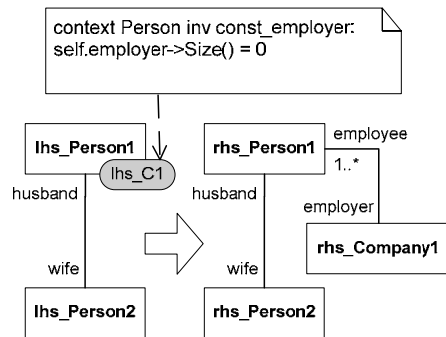 context Person inv const_employer:
self.employer->Size() = 0
lhs_Person1
lhs_C1
husband
wife
lhs_Person2
rhs_Person1
employee
1..*
husband
employer
rhs_Company1
wife
rhs_Person2